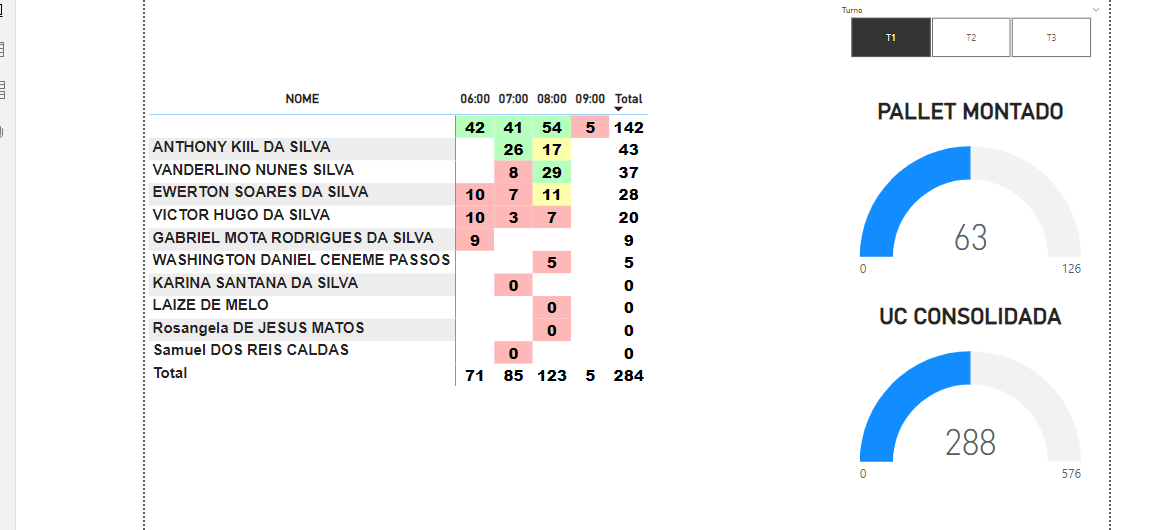 Turno
T1 T2 T3
NOME 06:00 07:00 08:00 09:00 Total
42 41 54 5 142
ANTHONY KIIL DA SILVA 26 17 43
VANDERLINO NUNES SILVA 8 29 37
EWERTON SOARES DA SILVA 10 7 11 28
VICTOR HUGO DA SILVA 10 3 7 20
GABRIEL MOTA RODRIGUES DA SILVA 9 9
WASHINGTON DANIEL CENEME PASSOS 5 5
KARINA SANTANA DA SILVA 0 0
LAIZE DE MELO 0 0
Rosangela DE JESUS MATOS 0 0
Samuel DOS REIS CALDAS 0 0
Total 71 85 123 5 284
PALLET MONTADO
63
0 126
UC CONSOLIDADA
288
0 576